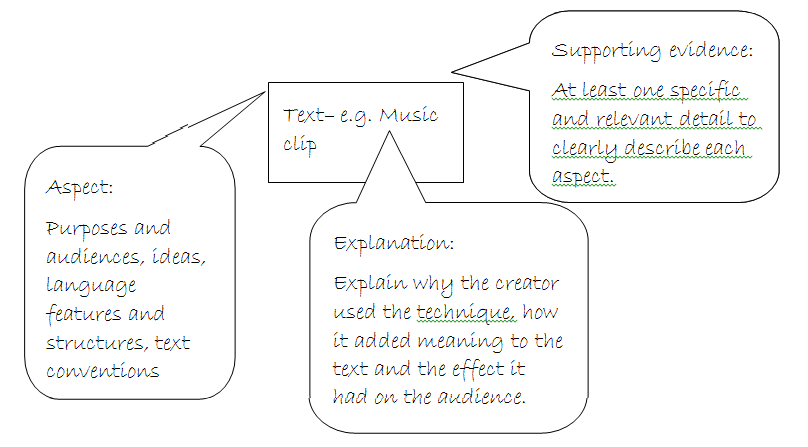 Supporting evidence:
At least one specific
and relevant detail to
clearly describe each
aspect.
Text– e.g. Music
clip
Aspect:
Purposes and
audiences, ideas,
language
features and
structures, text
conventions
Explanation:
Explain why the creator
used the technique, how
it added meaning to the
text and the effect it
had on the audience.